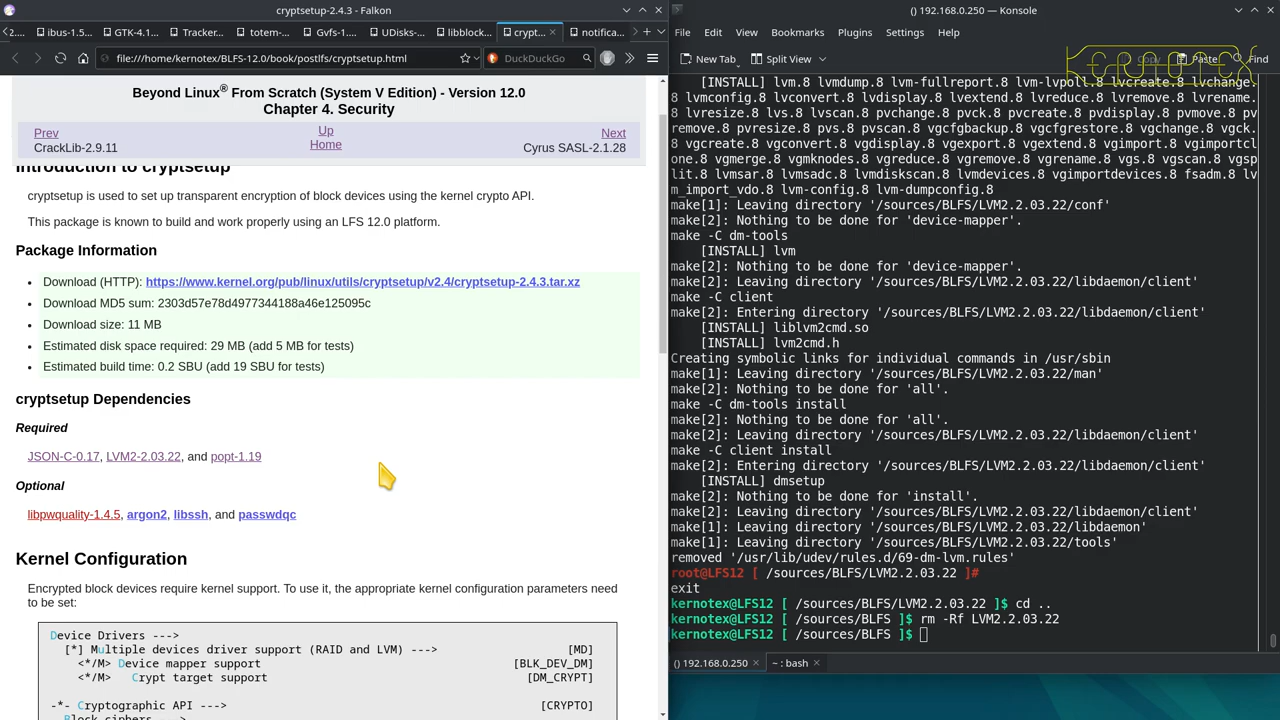 cryptsetup-2.4.3 - Falkon
2.... ibus-1.5... GTK-4.1... Tracker... totem-... Gvfs-1.... UDisks-... libblock... crypt... notifica...
file:///home/kernotex/BLFS-12.0/book/postlfs/cryptsetup.html
DuckDuckGo
Beyond Linux® From Scratch (System V Edition) - Version 12.0
Chapter 4. Security
Prev Up Next
CrackLib-2.9.11 Home Cyrus SASL-2.1.28
Introduction to cryptsetup
cryptsetup is used to set up transparent encryption of block devices using the kernel crypto API.
This package is known to build and work properly using an LFS 12.0 platform.
Package Information
• Download (HTTP): https://www.kernel.org/pub/linux/utils/cryptsetup/v2.4/cryptsetup-2.4.3.tar.xz
• Download MD5 sum: 2303d57e78d4977344188a46e125095c
• Download size: 11 MB
• Estimated disk space required: 29 MB (add 5 MB for tests)
• Estimated build time: 0.2 SBU (add 19 SBU for tests)
cryptsetup Dependencies
Required
JSON-C-0.17, LVM2-2.03.22, and popt-1.19
Optional
libpwquality-1.4.5, argon2, libssh, and passwdqc
Kernel Configuration
Encrypted block devices require kernel support. To use it, the appropriate kernel configuration parameters need
to be set:
Device Drivers --->
[*] Multiple devices driver support (RAID and LVM) ---> [MD]
<*/M> Device mapper support [BLK_DEV_DM]
<*/M> Crypt target support [DM_CRYPT]
-*- Cryptographic API ---> [CRYPTO]
Block ciphers --->
() 192.168.0.250 — Konsole
File Edit View Bookmarks Plugins Settings Help
New Tab Split View Copy Paste Find
Kernotex
[INSTALL] lvm.8 lvmdump.8 lvm-fullreport.8 lvm-lvpoll.8 lvcreate.8 lvchange.
8 lvmconfig.8 lvconvert.8 lvdisplay.8 lvextend.8 lvreduce.8 lvremove.8 lvrename.
8 lvresize.8 lvs.8 lvscan.8 pvchange.8 pvck.8 pvcreate.8 pvdisplay.8 pvmove.8 pv
remove.8 pvresize.8 pvs.8 pvscan.8 vgcfgbackup.8 vgcfgrestore.8 vgchange.8 vgck.
8 vgcreate.8 vgconvert.8 vgdisplay.8 vgexport.8 vgextend.8 vgimport.8 vgimportcl
one.8 vgmerge.8 vgmknodes.8 vgreduce.8 vgremove.8 vgrename.8 vgs.8 vgscan.8 vgsp
lit.8 lvmsar.8 lvmsadc.8 lvmdiskscan.8 lvmdevices.8 vgimportdevices.8 fsadm.8 lv
m_import_vdo.8 lvm-config.8 lvm-dumpconfig.8
make[1]: Leaving directory '/sources/BLFS/LVM2.2.03.22/conf'
make[2]: Nothing to be done for 'device-mapper'.
make -C dm-tools
[INSTALL] lvm
make[2]: Nothing to be done for 'device-mapper'.
make[2]: Leaving directory '/sources/BLFS/LVM2.2.03.22/libdaemon/client'
make -C client
make[2]: Entering directory '/sources/BLFS/LVM2.2.03.22/libdaemon/client'
[INSTALL] liblvm2cmd.so
[INSTALL] lvm2cmd.h
Creating symbolic links for individual commands in /usr/sbin
make[1]: Leaving directory '/sources/BLFS/LVM2.2.03.22/man'
make[2]: Nothing to be done for 'all'.
make -C dm-tools install
make[2]: Nothing to be done for 'all'.
make[2]: Leaving directory '/sources/BLFS/LVM2.2.03.22/libdaemon/client'
make -C client install
make[2]: Entering directory '/sources/BLFS/LVM2.2.03.22/libdaemon/client'
[INSTALL] dmsetup
make[2]: Nothing to be done for 'install'.
make[2]: Leaving directory '/sources/BLFS/LVM2.2.03.22/libdaemon/client'
make[1]: Leaving directory '/sources/BLFS/LVM2.2.03.22/libdaemon'
make[1]: Leaving directory '/sources/BLFS/LVM2.2.03.22/tools'
removed '/usr/lib/udev/rules.d/69-dm-lvm.rules'
root@LFS12 [ /sources/BLFS/LVM2.2.03.22 ]#
exit
kernotex@LFS12 [ /sources/BLFS/LVM2.2.03.22 ]$ cd ..
kernotex@LFS12 [ /sources/BLFS ]$ rm -Rf LVM2.2.03.22
kernotex@LFS12 [ /sources/BLFS ]$
() 192.168.0.250 ~ : bash